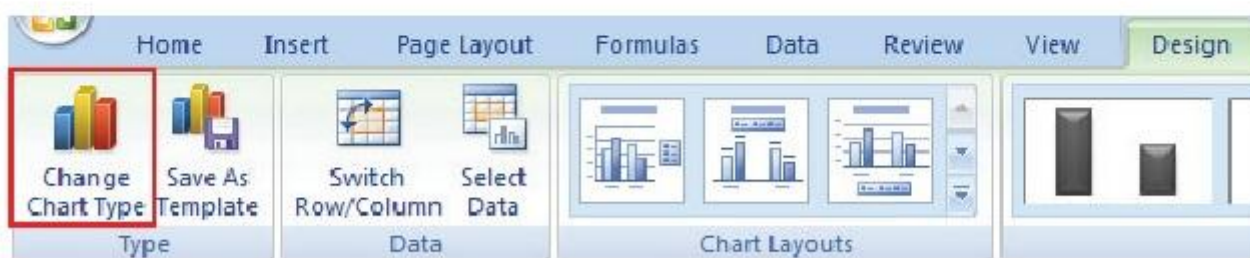 Home Insert Page Layout Formulas Data Review View Design
Change Chart Type
Save As Template
Switch Row/Column
Select Data
Type Data Chart Layouts